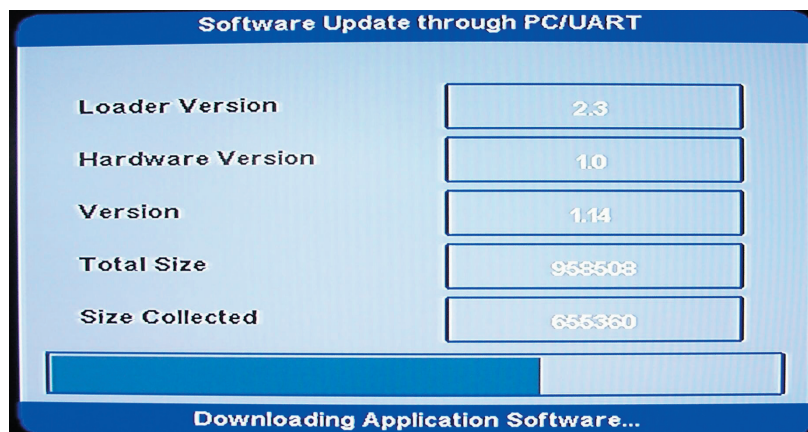 Software Update through PC/UART
Loader Version 2.3
Hardware Version 1.0
Version 1.14
Total Size 958508
Size Collected 655360
Downloading Application Software...